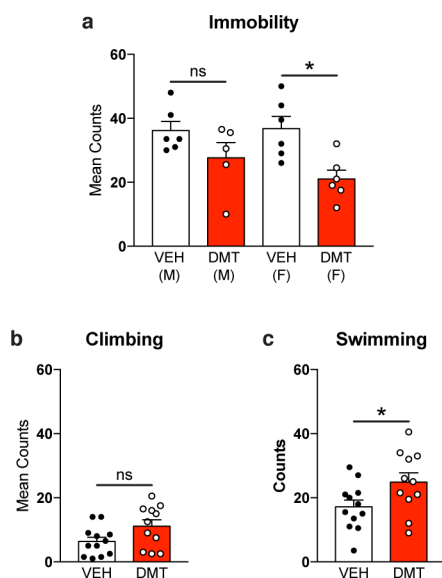 a Immobility
60
40
20
0
Mean Counts
ns
*
VEH DMT VEH DMT
(M) (M) (F) (F)
b Climbing
60
40
20
0
Mean Counts
ns
VEH DMT
c Swimming
60
40
20
0
Counts
*
VEH DMT